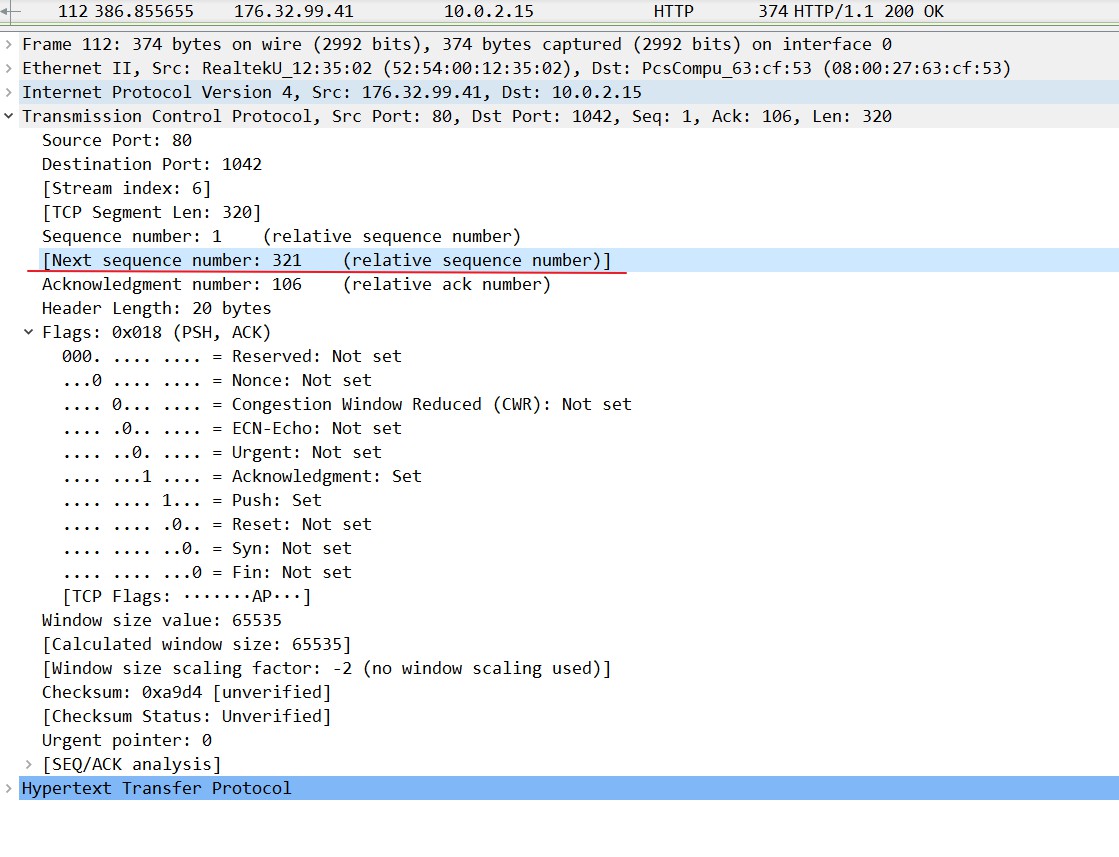 112 386.855655 176.32.99.41 10.0.2.15 HTTP 374 HTTP/1.1 200 OK
Frame 112: 374 bytes on wire (2992 bits), 374 bytes captured (2992 bits) on interface 0
Ethernet II, Src: RealtekU_12:35:02 (52:54:00:12:35:02), Dst: PcsCompu_63:cf:53 (08:00:27:63:cf:53)
Internet Protocol Version 4, Src: 176.32.99.41, Dst: 10.0.2.15
Transmission Control Protocol, Src Port: 80, Dst Port: 1042, Seq: 1, Ack: 106, Len: 320
Source Port: 80
Destination Port: 1042
[Stream index: 6]
[TCP Segment Len: 320]
Sequence number: 1    (relative sequence number)
[Next sequence number: 321    (relative sequence number)]
Acknowledgment number: 106    (relative ack number)
Header Length: 20 bytes
Flags: 0x018 (PSH, ACK)
000. .... .... = Reserved: Not set
...0 .... .... = Nonce: Not set
.... 0... .... = Congestion Window Reduced (CWR): Not set
.... .0.. .... = ECN-Echo: Not set
.... ..0. .... = Urgent: Not set
.... ...1 .... = Acknowledgment: Set
.... .... 1... = Push: Set
.... .... .0.. = Reset: Not set
.... .... ..0. = Syn: Not set
.... .... ...0 = Fin: Not set
[TCP Flags: ·······AP···]
Window size value: 65535
[Calculated window size: 65535]
[Window size scaling factor: -2 (no window scaling used)]
Checksum: 0xa9d4 [unverified]
[Checksum Status: Unverified]
Urgent pointer: 0
[SEQ/ACK analysis]
Hypertext Transfer Protocol